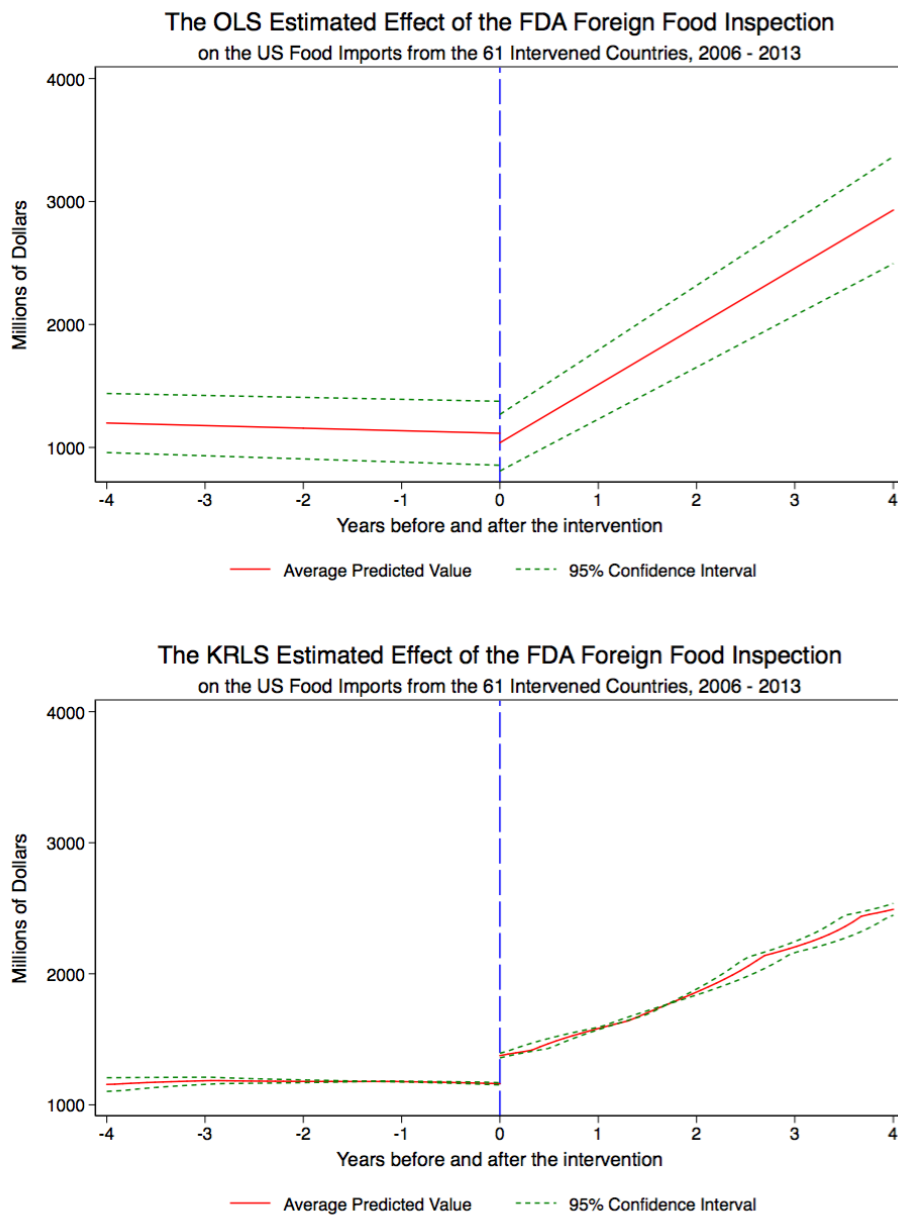 The OLS Estimated Effect of the FDA Foreign Food Inspection
on the US Food Imports from the 61 Intervened Countries, 2006 - 2013
4000
3000
2000
1000
Millions of Dollars
-4 -3 -2 -1 0 1 2 3 4
Years before and after the intervention
Average Predicted Value 95% Confidence Interval
The KRLS Estimated Effect of the FDA Foreign Food Inspection
on the US Food Imports from the 61 Intervened Countries, 2006 - 2013
4000
3000
2000
1000
Millions of Dollars
-4 -3 -2 -1 0 1 2 3 4
Years before and after the intervention
Average Predicted Value 95% Confidence Interval